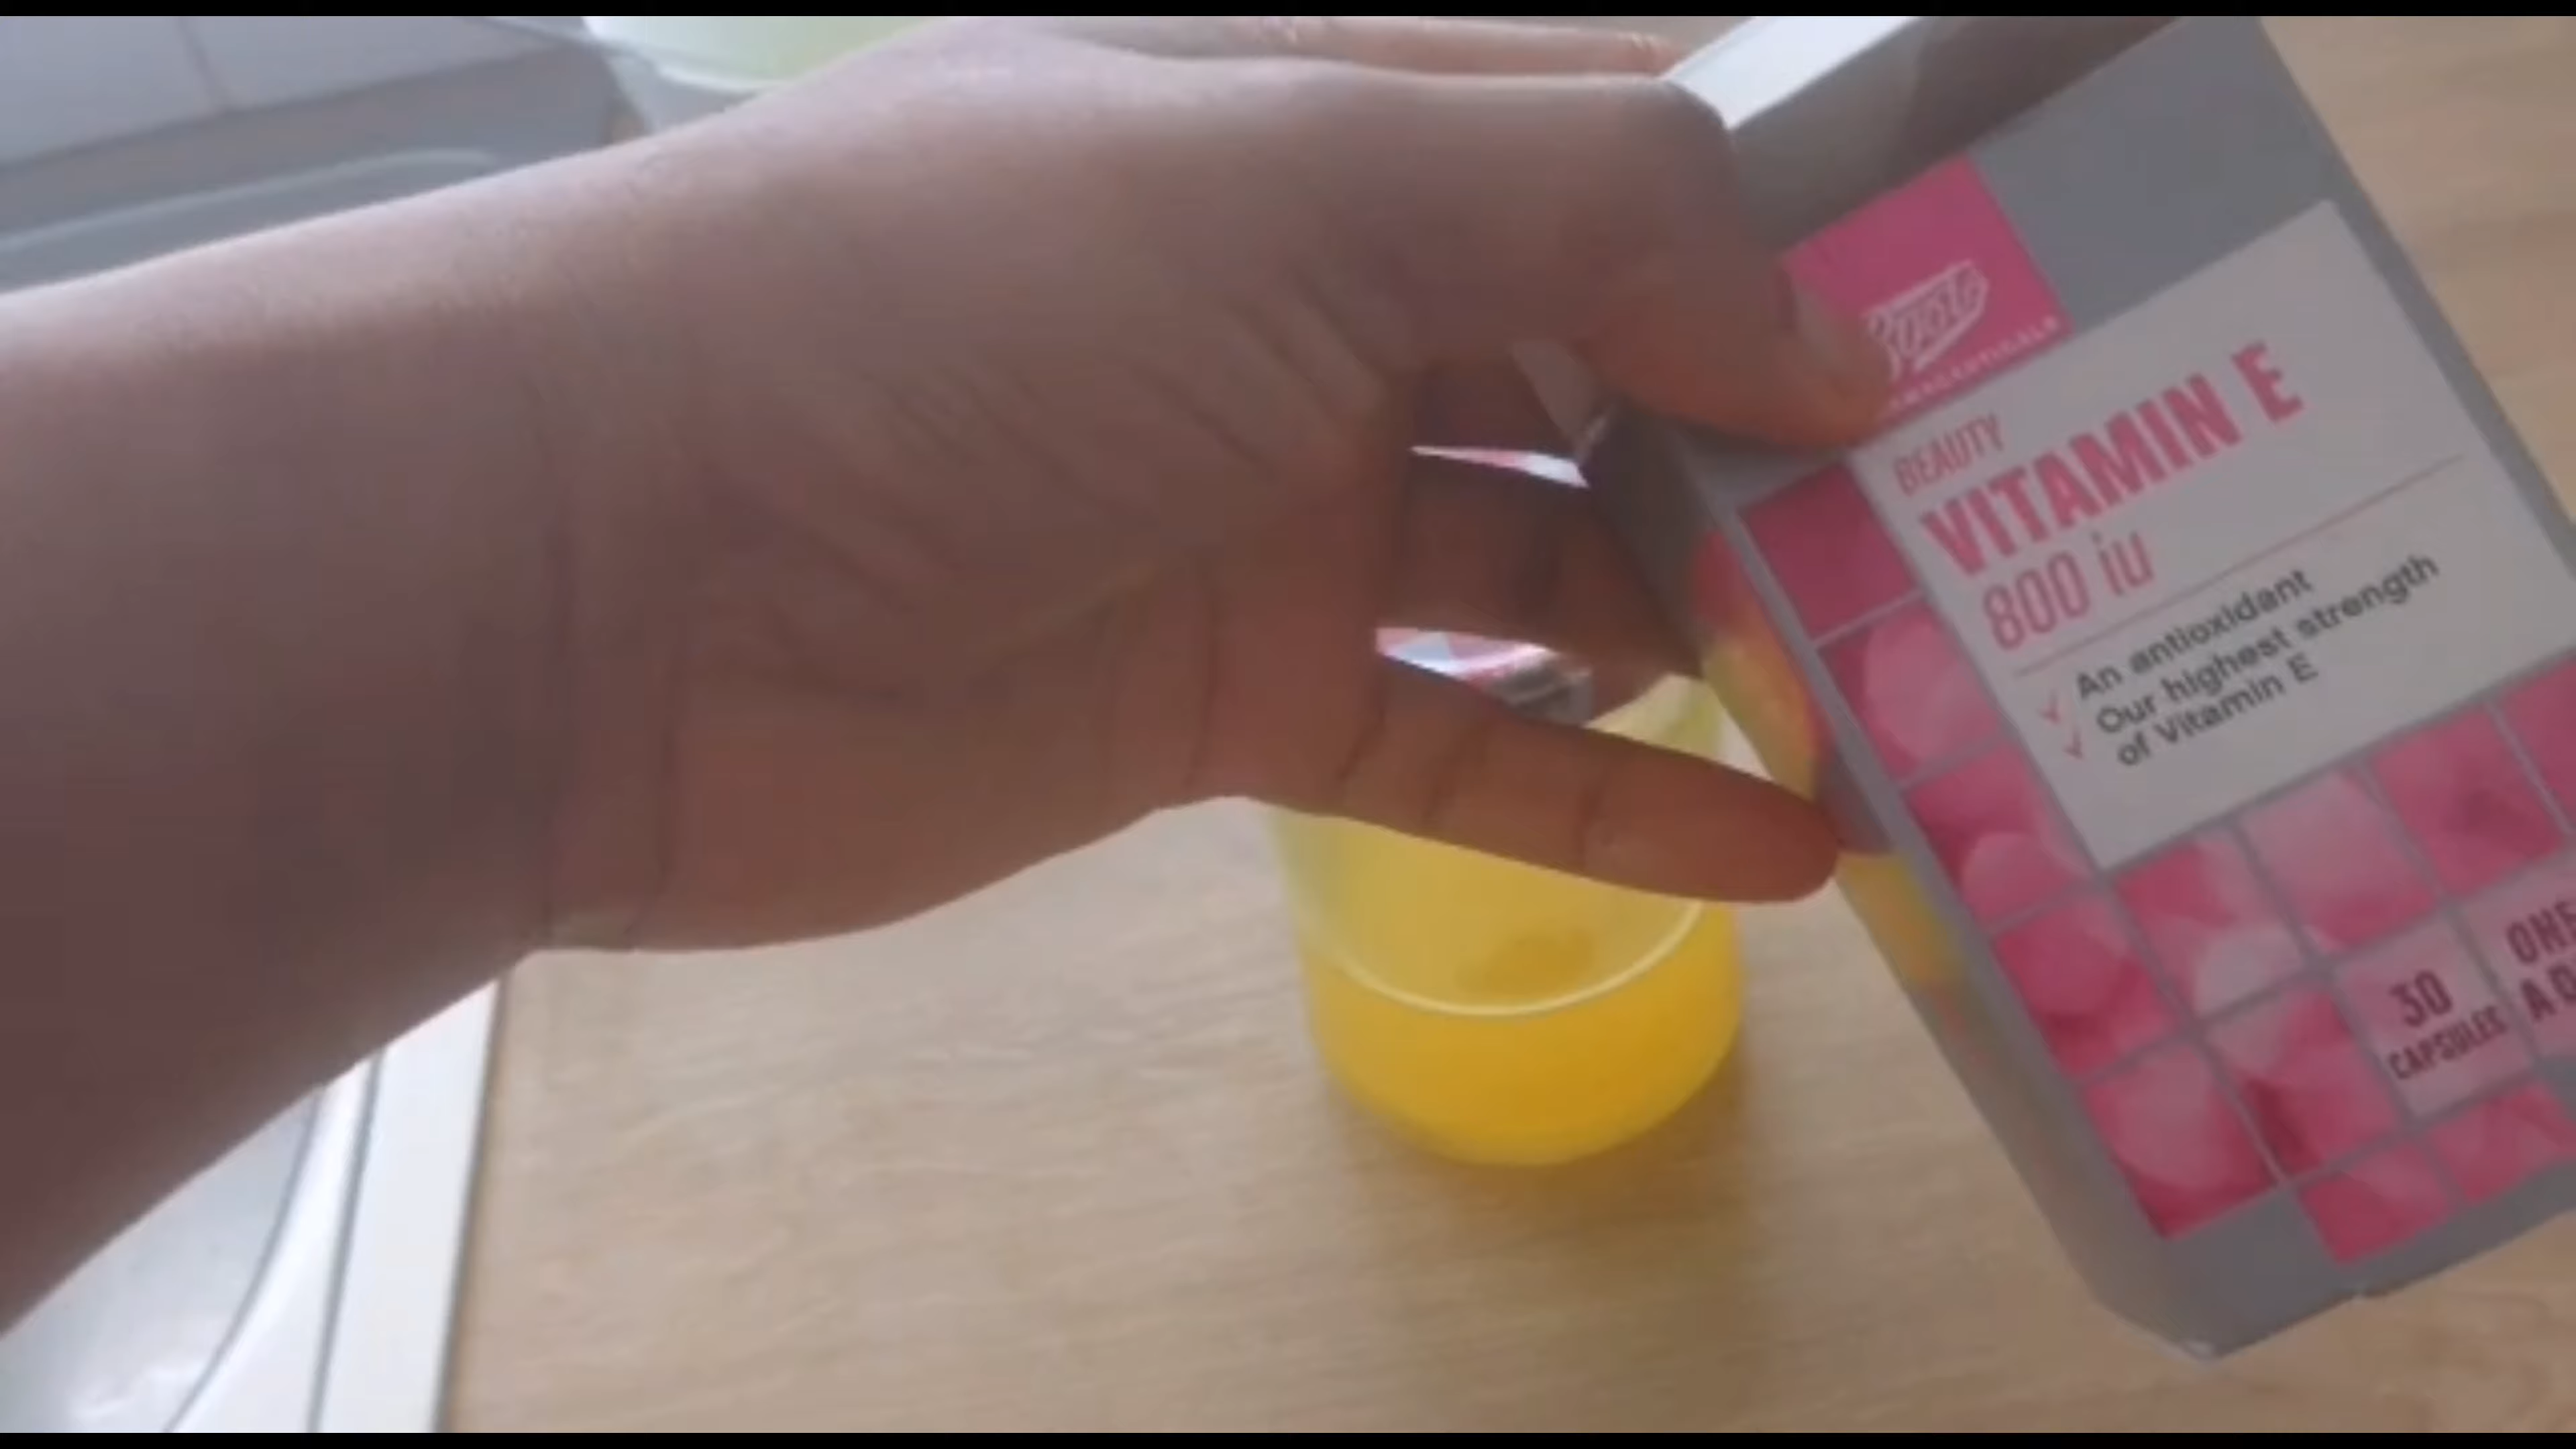 Boots
BEAUTY
VITAMIN E
800 iu
An antioxidant
Our highest strength
of Vitamin E
30
CAPSULES